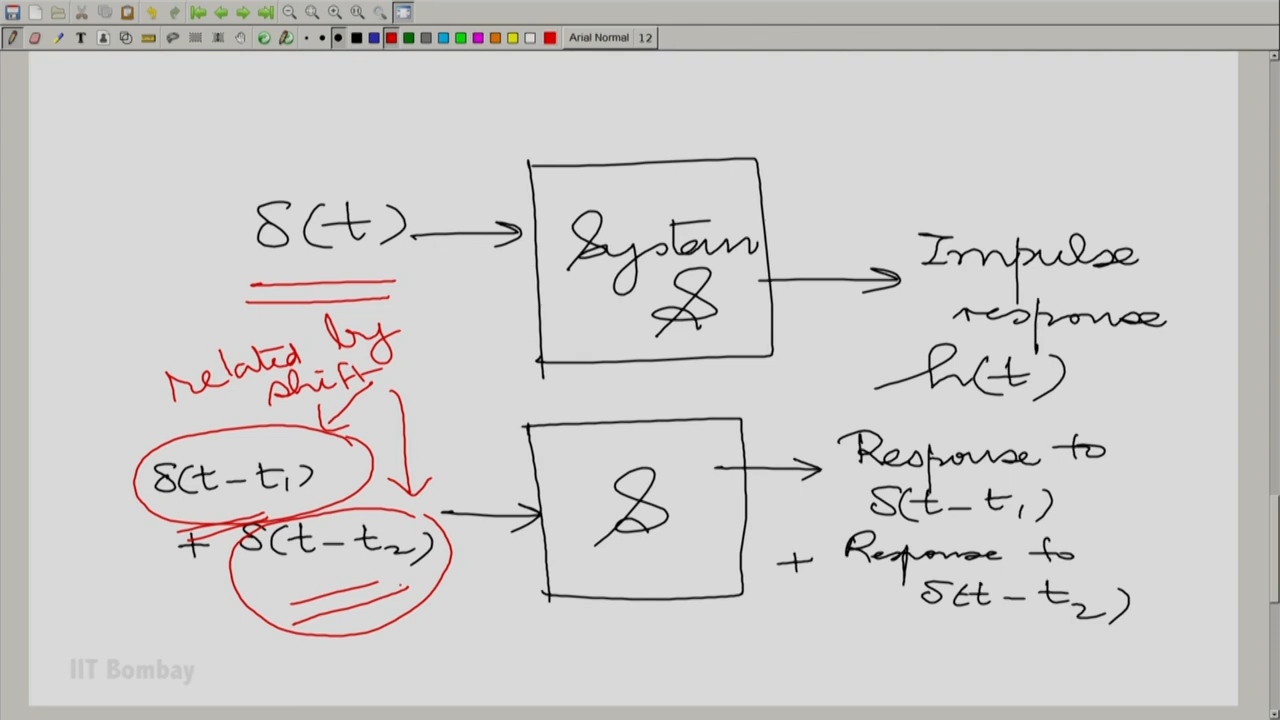 Arial Normal 12
δ(t)
System
S
Impulse
response
h(t)
related by
shift
δ(t-t₁)
+ δ(t-t₂)
S
Response to
δ(t-t₁)
+ Response to
δ(t-t₂)
IIT Bombay